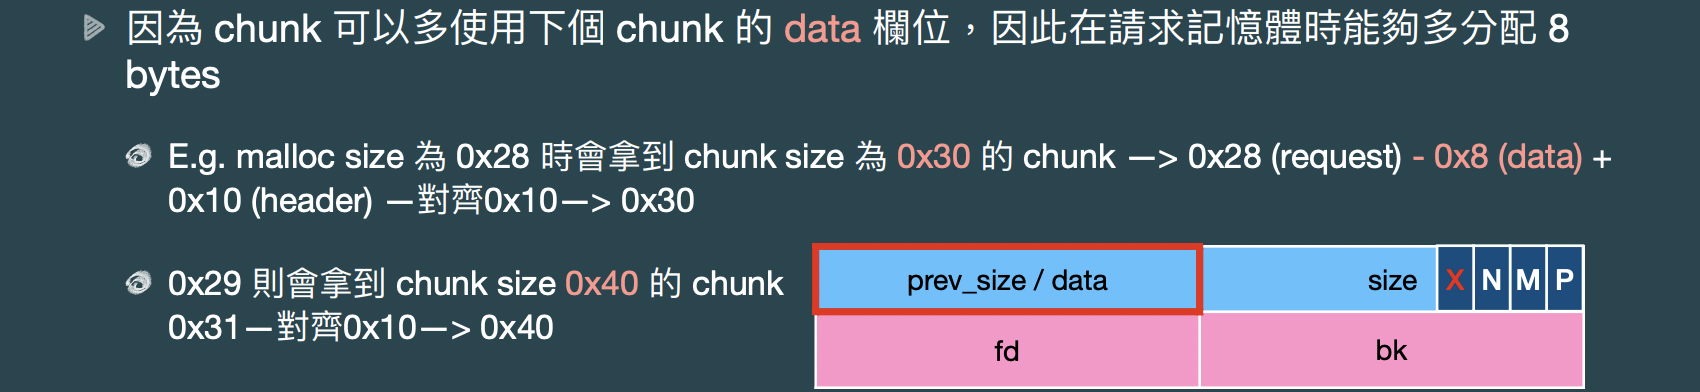 因為 chunk 可以多使用下個 chunk 的 data 欄位，因此在請求記憶體時能夠多分配 8
bytes
E.g. malloc size 為 0x28 時會拿到 chunk size 為 0x30 的 chunk —> 0x28 (request) - 0x8 (data) +
0x10 (header) —對齊0x10—> 0x30
0x29 則會拿到 chunk size 0x40 的 chunk
0x31—對齊0x10—> 0x40
prev_size / data size X N M P
fd bk